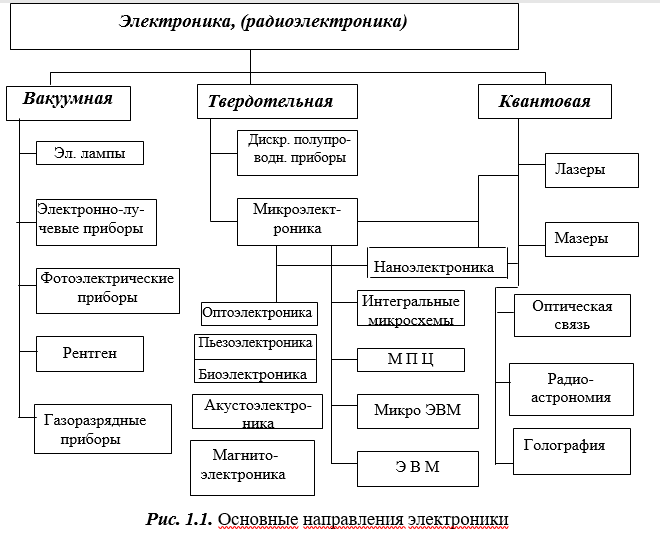 Электроника, (радиоэлектроника)
Вакуумная
Твердотельная
Квантовая
Эл. лампы
Электронно-лу-
чевые приборы
Фотоэлектрические
приборы
Рентген
Газоразрядные
приборы
Дискр. полупро-
водн. приборы
Микроэлект-
роника
Наноэлектроника
Оптоэлектроника
Пьезоэлектроника
Биоэлектроника
Акустоэлектро-
ника
Магнито-
электроника
Интегральные
микросхемы
М П Ц
Микро ЭВМ
Э В М
Лазеры
Мазеры
Оптическая
связь
Радио-
астрономия
Голография
Рис. 1.1. Основные направления электроники